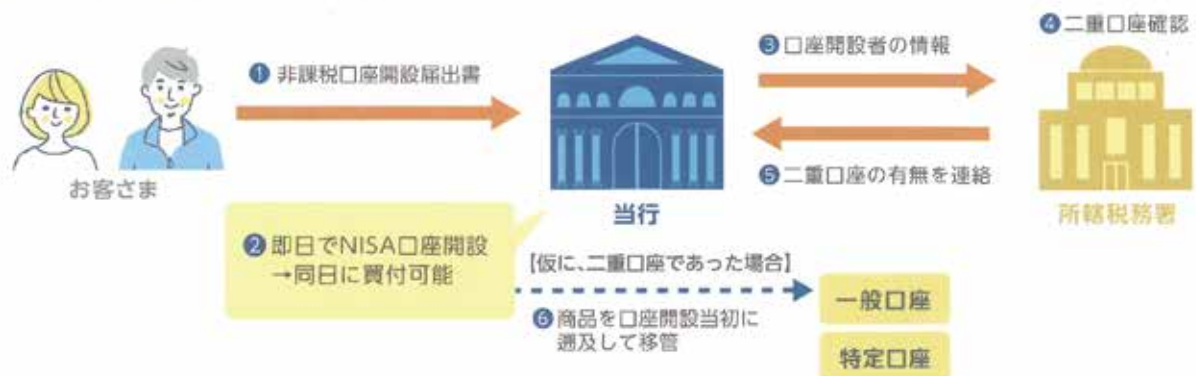 ❶非課税口座開設届出書
お客さま
❷即日でNISA口座開設
→同日に買付可能
当行
❸口座開設者の情報
❹二重口座確認
❺二重口座の有無を連絡
所轄税務署
【仮に、二重口座であった場合】
❻商品を口座開設当初に
遡及して移管
一般口座
特定口座